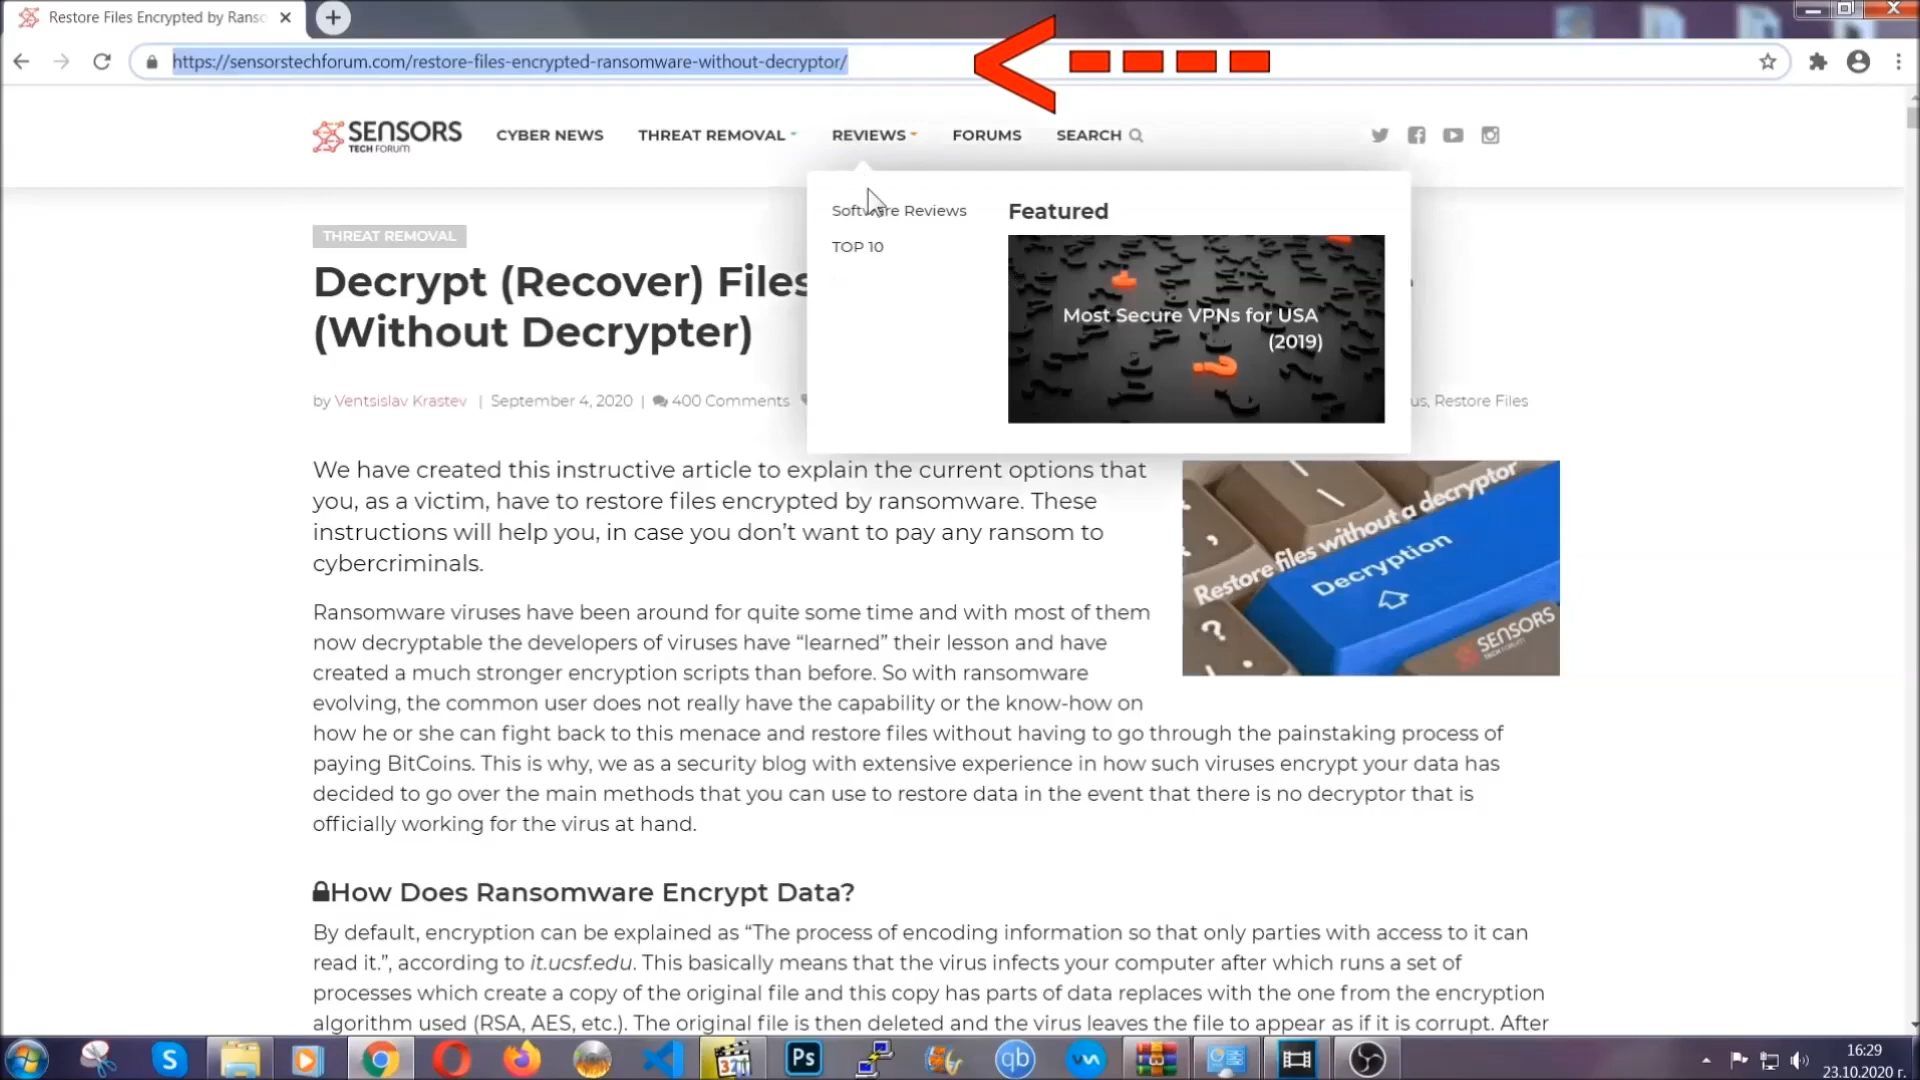 Restore Files Encrypted by Ranso
https://sensorstechforum.com/restore-files-encrypted-ransomware-without-decryptor/
SENSORS
TECH FORUM
CYBER NEWS
THREAT REMOVAL
REVIEWS
FORUMS
SEARCH
Software Reviews
TOP 10
Featured
Most Secure VPNs for USA
(2019)
THREAT REMOVAL
Decrypt (Recover) Files
(Without Decrypter)
by Ventsislav Krastev | September 4, 2020 | 400 Comments
us, Restore Files
We have created this instructive article to explain the current options that
you, as a victim, have to restore files encrypted by ransomware. These
instructions will help you, in case you don’t want to pay any ransom to
cybercriminals.
Restore files without a decryptor
Decryption
SENSORS
Ransomware viruses have been around for quite some time and with most of them
now decryptable the developers of viruses have “learned” their lesson and have
created a much stronger encryption scripts than before. So with ransomware
evolving, the common user does not really have the capability or the know-how on
how he or she can fight back to this menace and restore files without having to go through the painstaking process of
paying BitCoins. This is why, we as a security blog with extensive experience in how such viruses encrypt your data has
decided to go over the main methods that you can use to restore data in the event that there is no decryptor that is
officially working for the virus at hand.
How Does Ransomware Encrypt Data?
By default, encryption can be explained as “The process of encoding information so that only parties with access to it can
read it.”, according to it.ucsf.edu. This basically means that the virus infects your computer after which runs a set of
processes which create a copy of the original file and this copy has parts of data replaces with the one from the encryption
algorithm used (RSA, AES, etc.). The original file is then deleted and the virus leaves the file to appear as if it is corrupt. After
321
Ps
qb
16:29
23.10.2020 г.